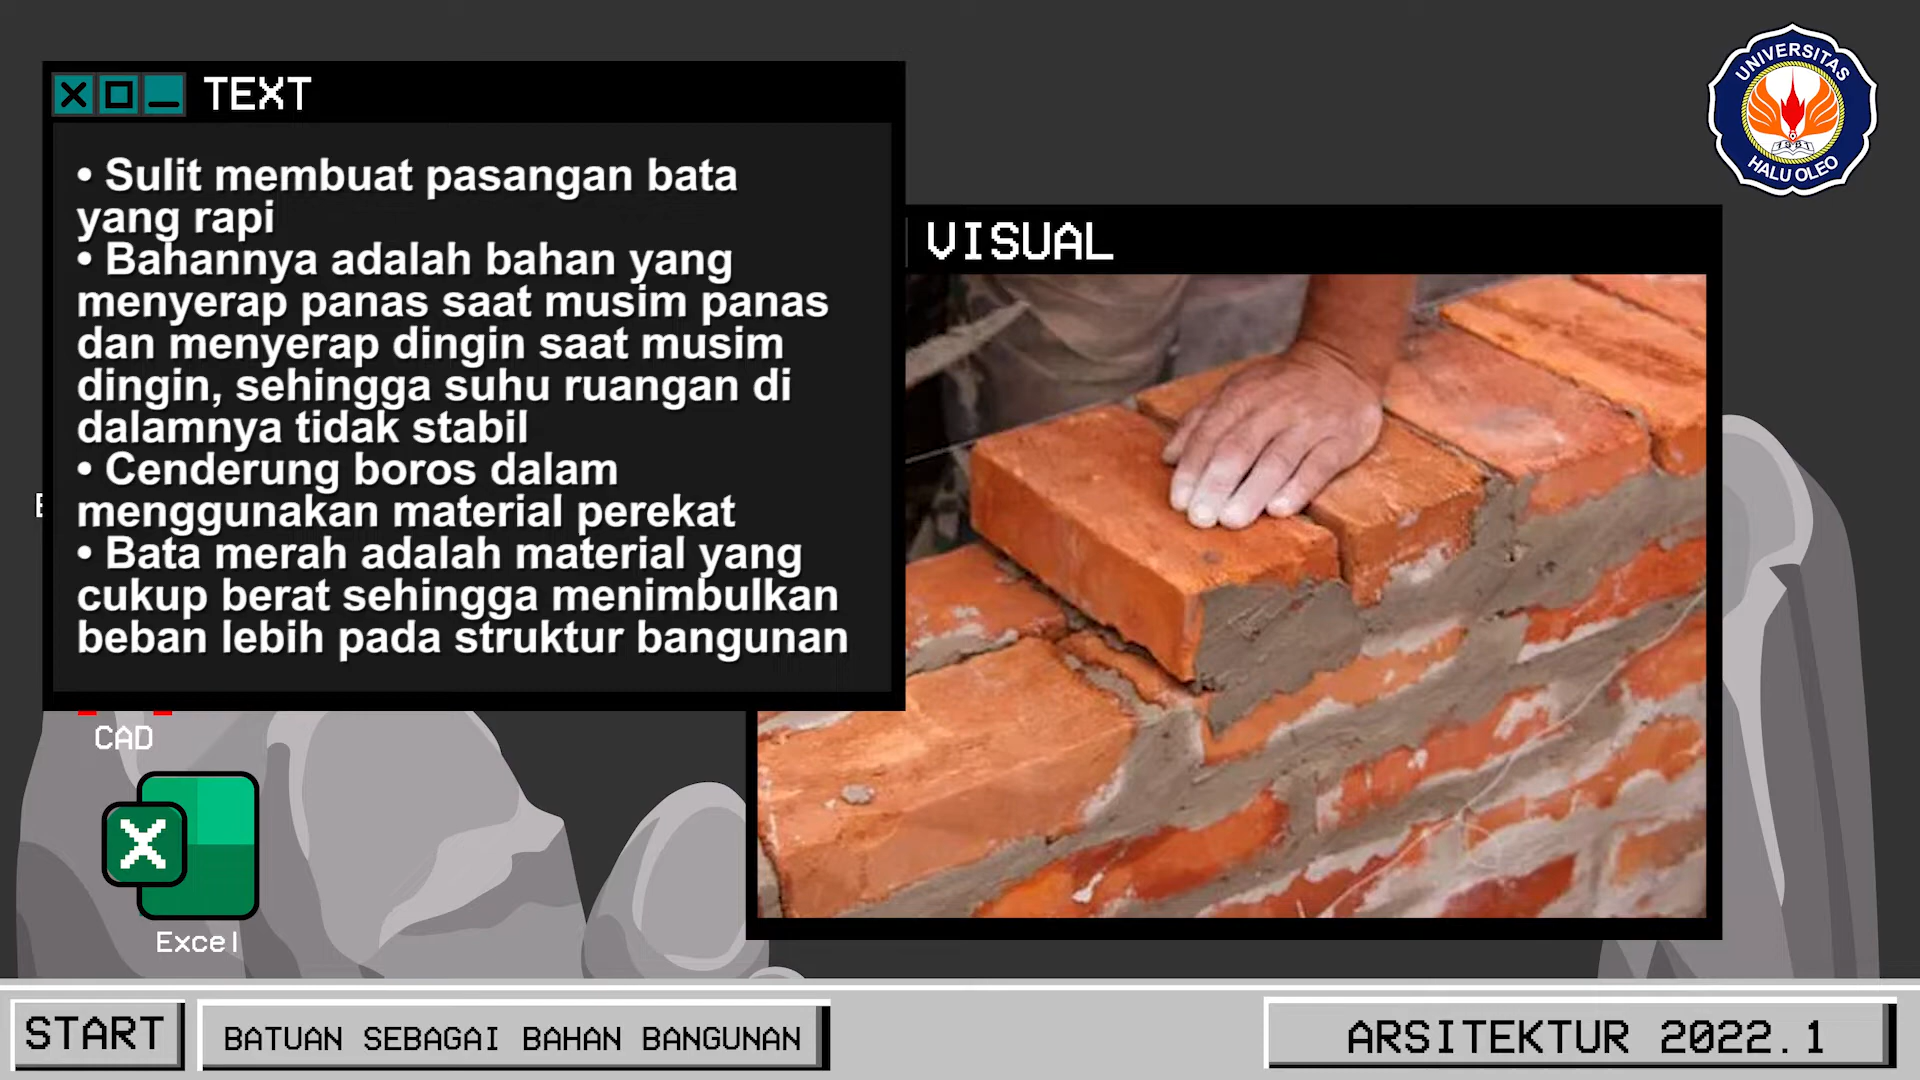 TEXT
• Sulit membuat pasangan bata
yang rapi
• Bahannya adalah bahan yang
menyerap panas saat musim panas
dan menyerap dingin saat musim
dingin, sehingga suhu ruangan di
dalamnya tidak stabil
• Cenderung boros dalam
menggunakan material perekat
• Bata merah adalah material yang
cukup berat sehingga menimbulkan
beban lebih pada struktur bangunan
UNIVERSITAS
1981
HALU OLEO
VISUAL
CAD
Excel
START
BATUAN SEBAGAI BAHAN BANGUNAN
ARSITEKTUR 2022.1